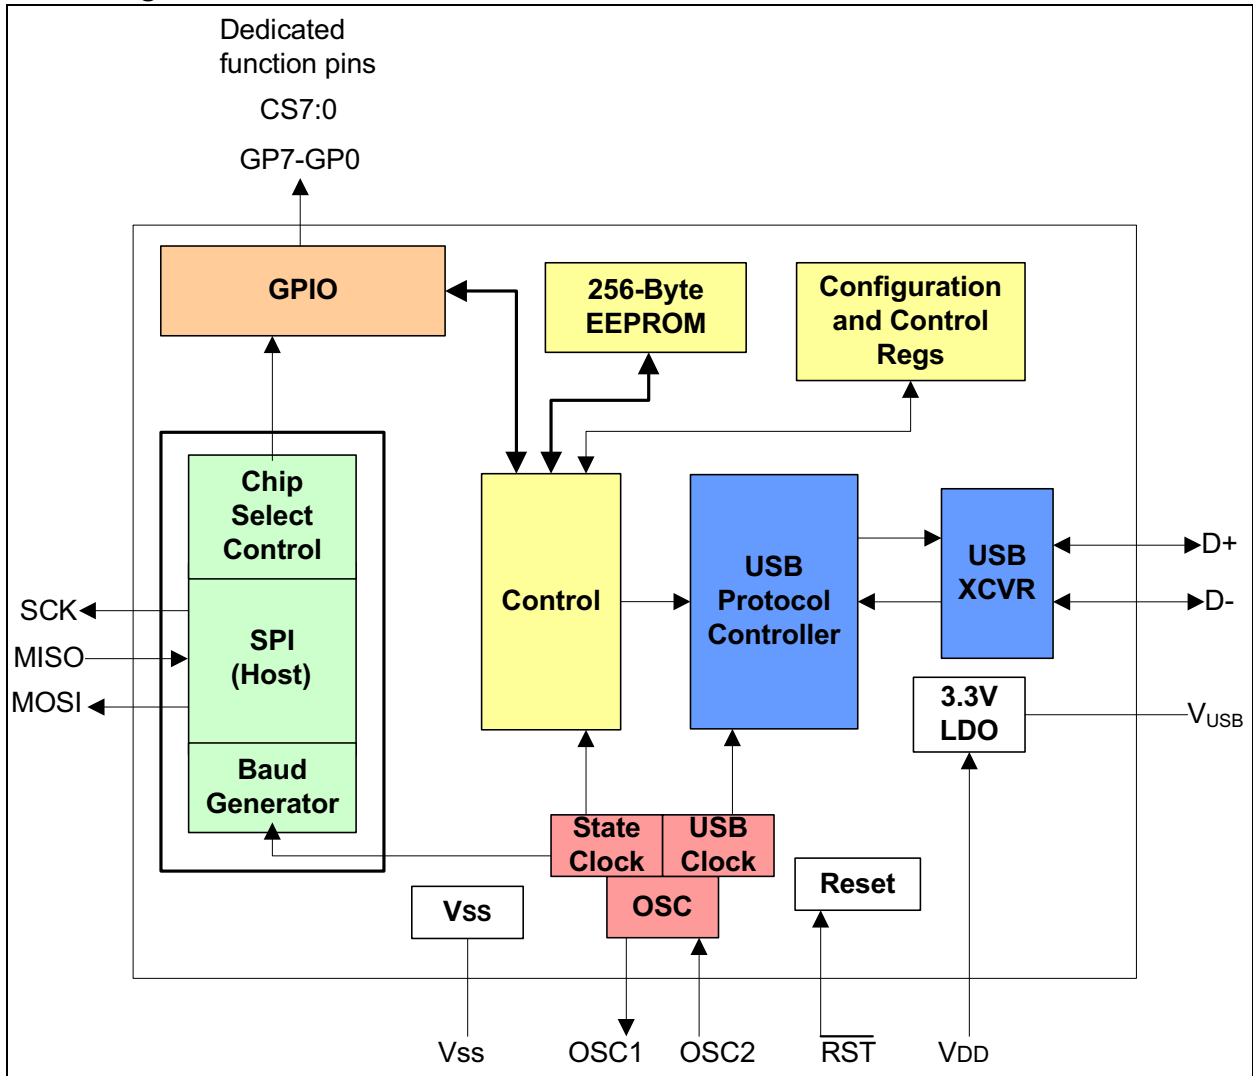 Dedicated
function pins
CS7:0
GP7-GP0
GPIO
256-Byte
EEPROM
Configuration
and Control
Regs
Chip
Select
Control
SPI
(Host)
Baud
Generator
SCK
MISO
MOSI
Control
USB
Protocol
Controller
USB
XCVR
D+
D-
3.3V
LDO
VUSB
State
Clock
USB
Clock
OSC
Reset
Vss
Vss
OSC1
OSC2
RST
VDD